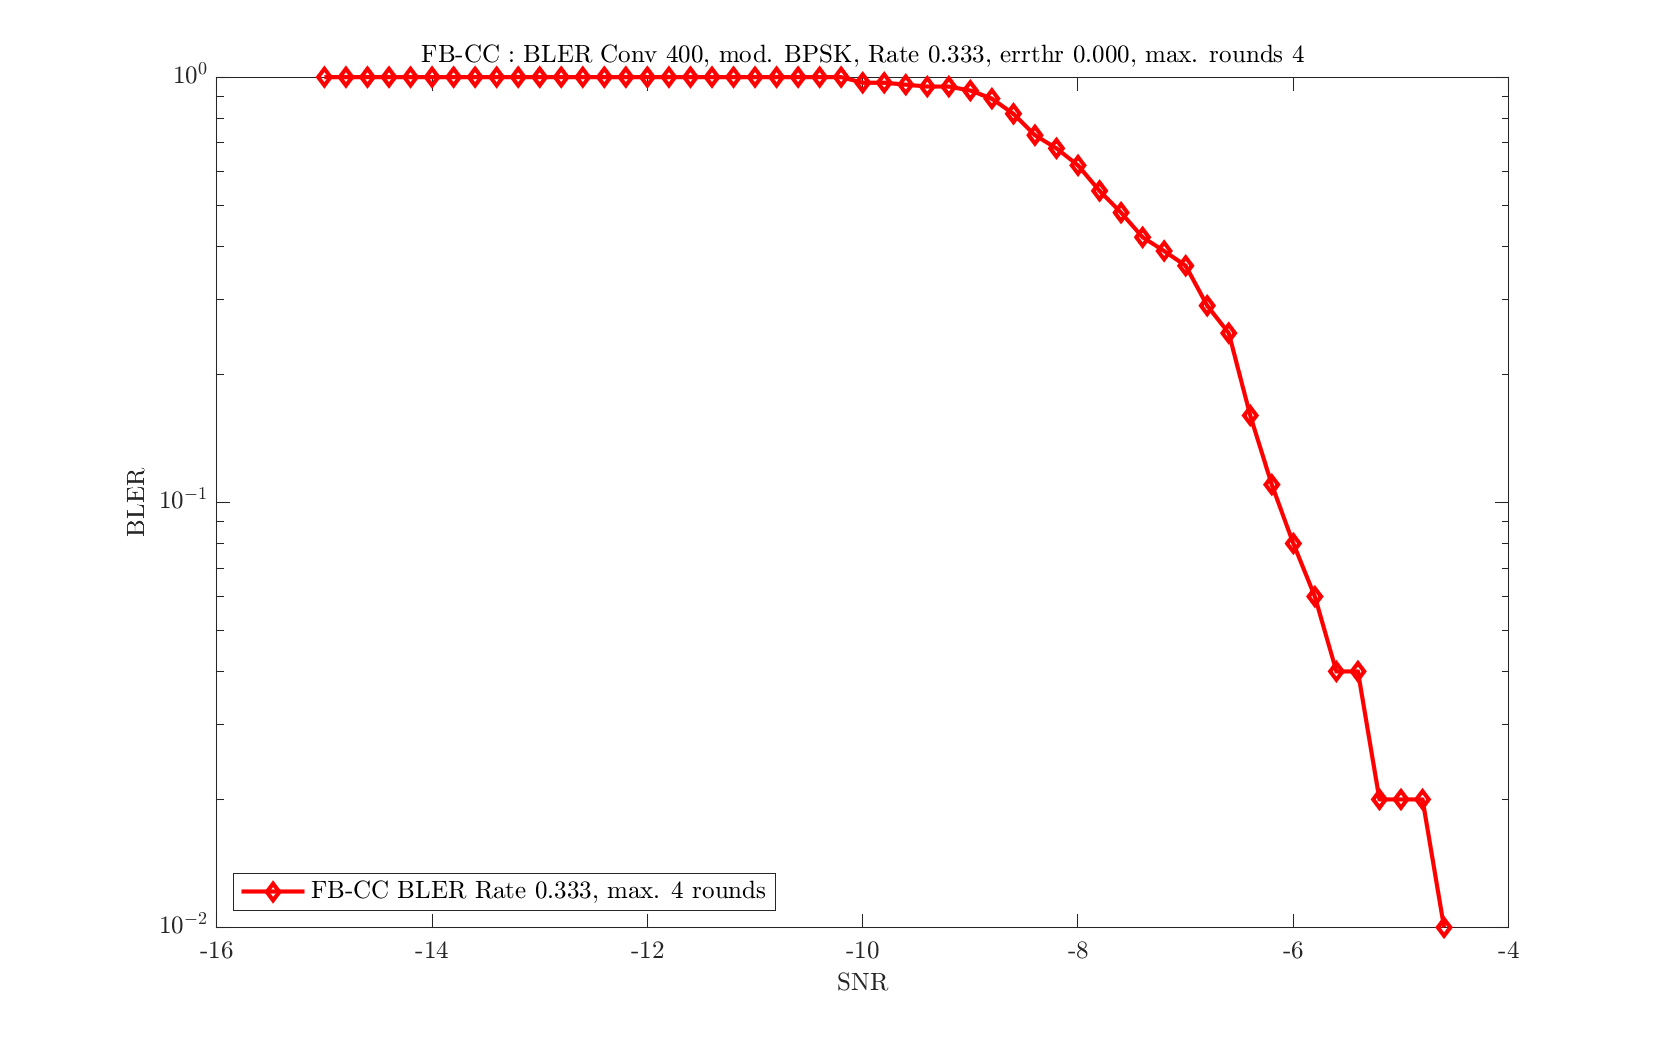 FB-CC : BLER Conv 400, mod. BPSK, Rate 0.333, errthr 0.000, max. rounds 4
10⁰
10⁻¹
10⁻²
BLER
FB-CC BLER Rate 0.333, max. 4 rounds
-16 -14 -12 -10 -8 -6 -4
SNR